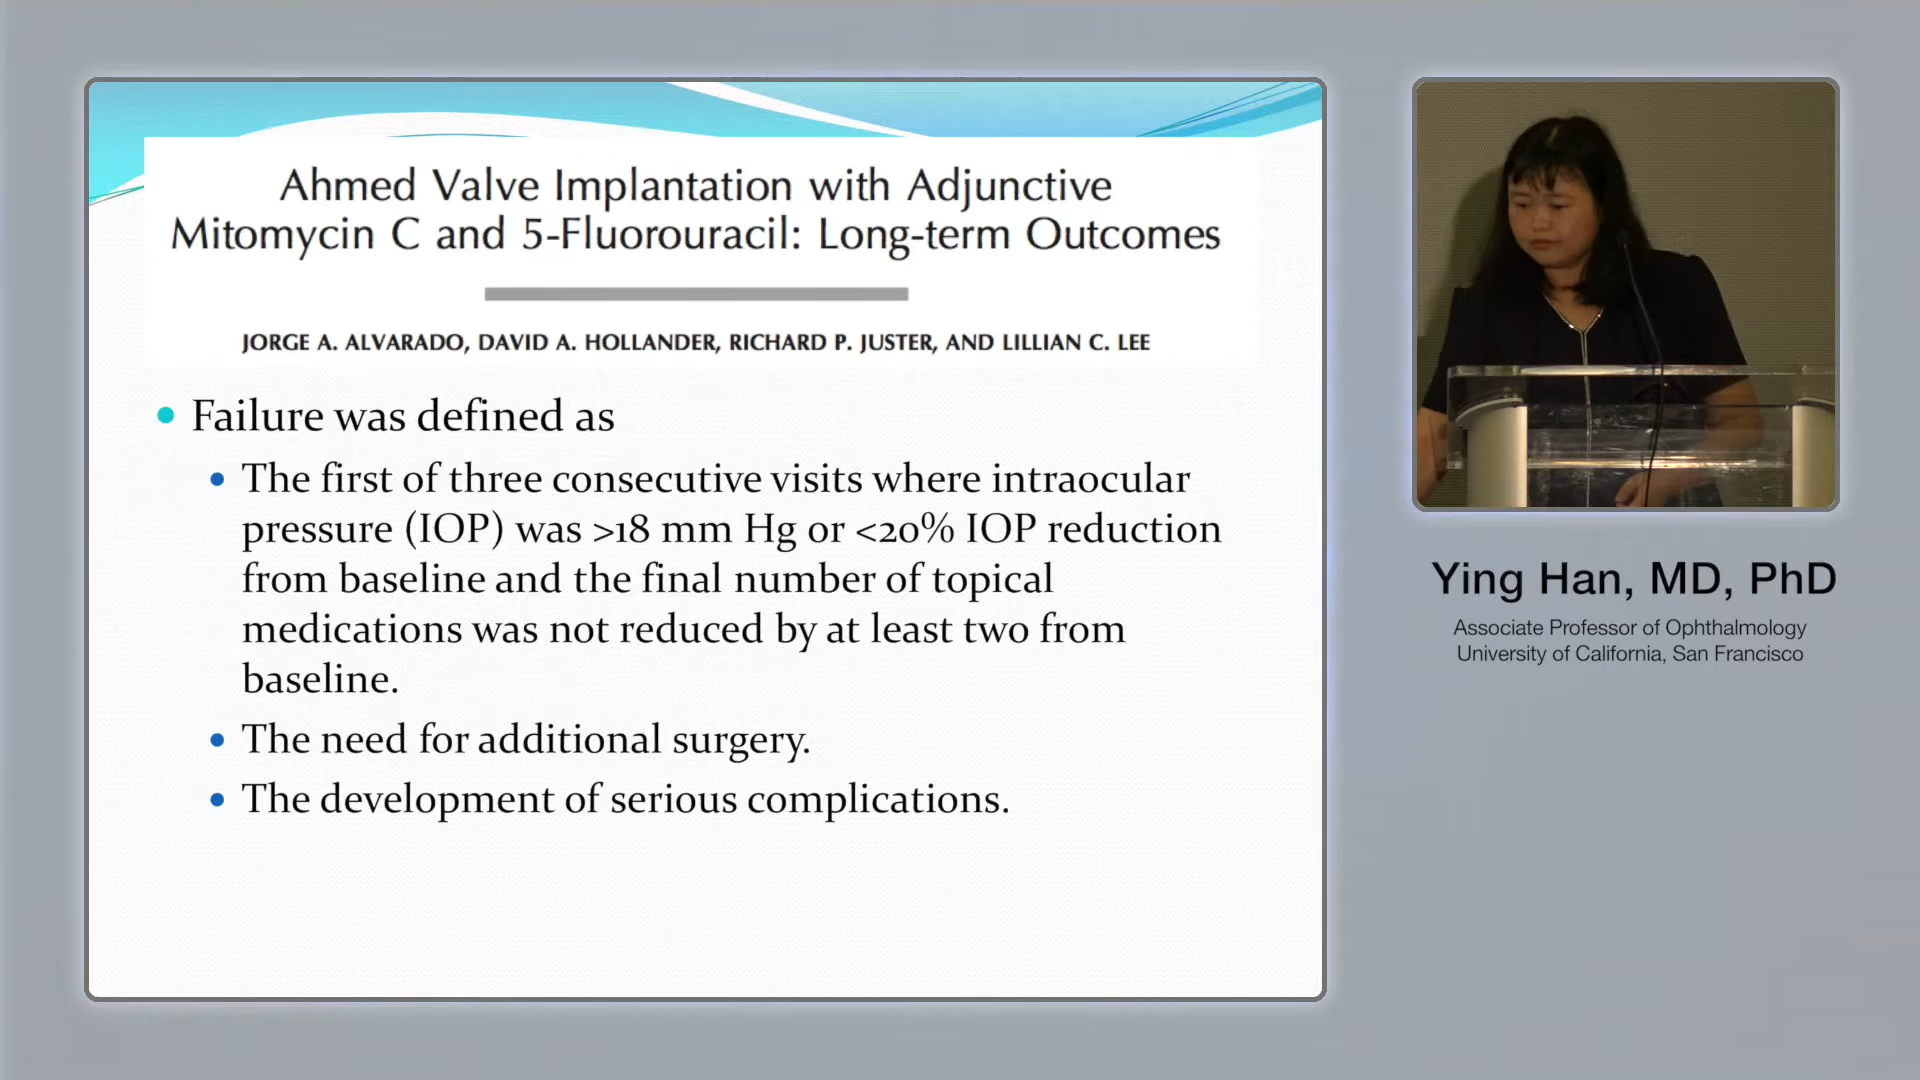 Ahmed Valve Implantation with Adjunctive
Mitomycin C and 5-Fluorouracil: Long-term Outcomes
JORGE A. ALVARADO, DAVID A. HOLLANDER, RICHARD P. JUSTER, AND LILLIAN C. LEE
Failure was defined as
The first of three consecutive visits where intraocular
pressure (IOP) was >18 mm Hg or <20% IOP reduction
from baseline and the final number of topical
medications was not reduced by at least two from
baseline.
The need for additional surgery.
The development of serious complications.
Ying Han, MD, PhD
Associate Professor of Ophthalmology
University of California, San Francisco